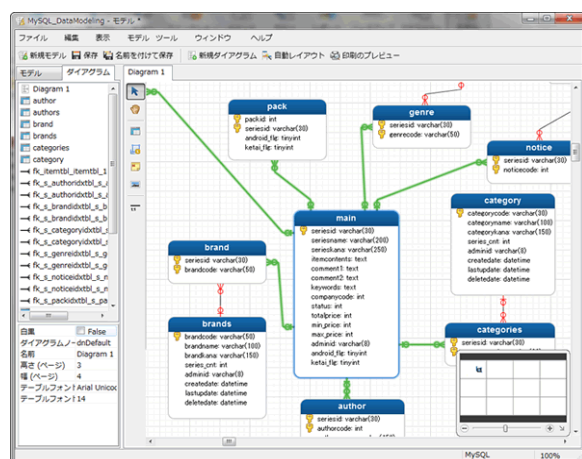 MySQL_DataModeling - モデル *
ファイル 編集 表示 モデル ツール ウィンドウ ヘルプ
新規モデル 保存 名前を付けて保存 新規ダイアグラム 自動レイアウト 印刷のプレビュー
モデル ダイアグラム
Diagram 1
author
authors
brand
brands
categories
category
fk_itemtbl_itemtbl_1
fk_s_authoridxtbl_s_a
fk_s_authoridxtbl_s_a
fk_s_brandidxtbl_s_b
fk_s_brandidxtbl_s_b
fk_s_categoryidxtbl_s
fk_s_categoryidxtbl_s
fk_s_genreidxtbl_s_g
fk_s_genreidxtbl_s_g
fk_s_noticeidxtbl_s_n
fk_s_noticeidxtbl_s_n
fk_s_packidxtbl_s_pa
白黒 False
ダイアグラムノー dnDefault
名前 Diagram 1
高さ (ページ) 3
幅 (ページ) 4
テーブルフォント Arial Unicod
テーブルフォント 14
Diagram 1
pack
packid: int
seriesid: varchar(30)
android_flg: tinyint
ketai_flg: tinyint
genre
seriesid: varchar(30)
genrecode: varchar(50)
notice
seriesid: varchar(30)
noticecode: int
main
seriesid: varchar(30)
seriesname: varchar(200)
serieskana: varchar(250)
itemcontents: text
comment1: text
comment2: text
keywords: text
companycode: int
status: int
totalprice: int
min_price: int
max_price: int
adminid: varchar(8)
android_flg: tinyint
ketai_flg: tinyint
category
categorycode: varchar(30)
categoryname: varchar(100)
categorykana: varchar(150)
series_cnt: int
adminid: varchar(8)
createdate: datetime
lastupdate: datetime
deletedate: datetime
brand
seriesid: varchar(30)
brandcode: varchar(50)
brands
brandcode: varchar(50)
brandname: varchar(100)
brandkana: varchar(150)
series_cnt: int
adminid: varchar(8)
createdate: datetime
lastupdate: datetime
deletedate: datetime
categories
seriesid: varchar(30)
author
seriesid: varchar(30)
authorcode: int
MySQL 100%